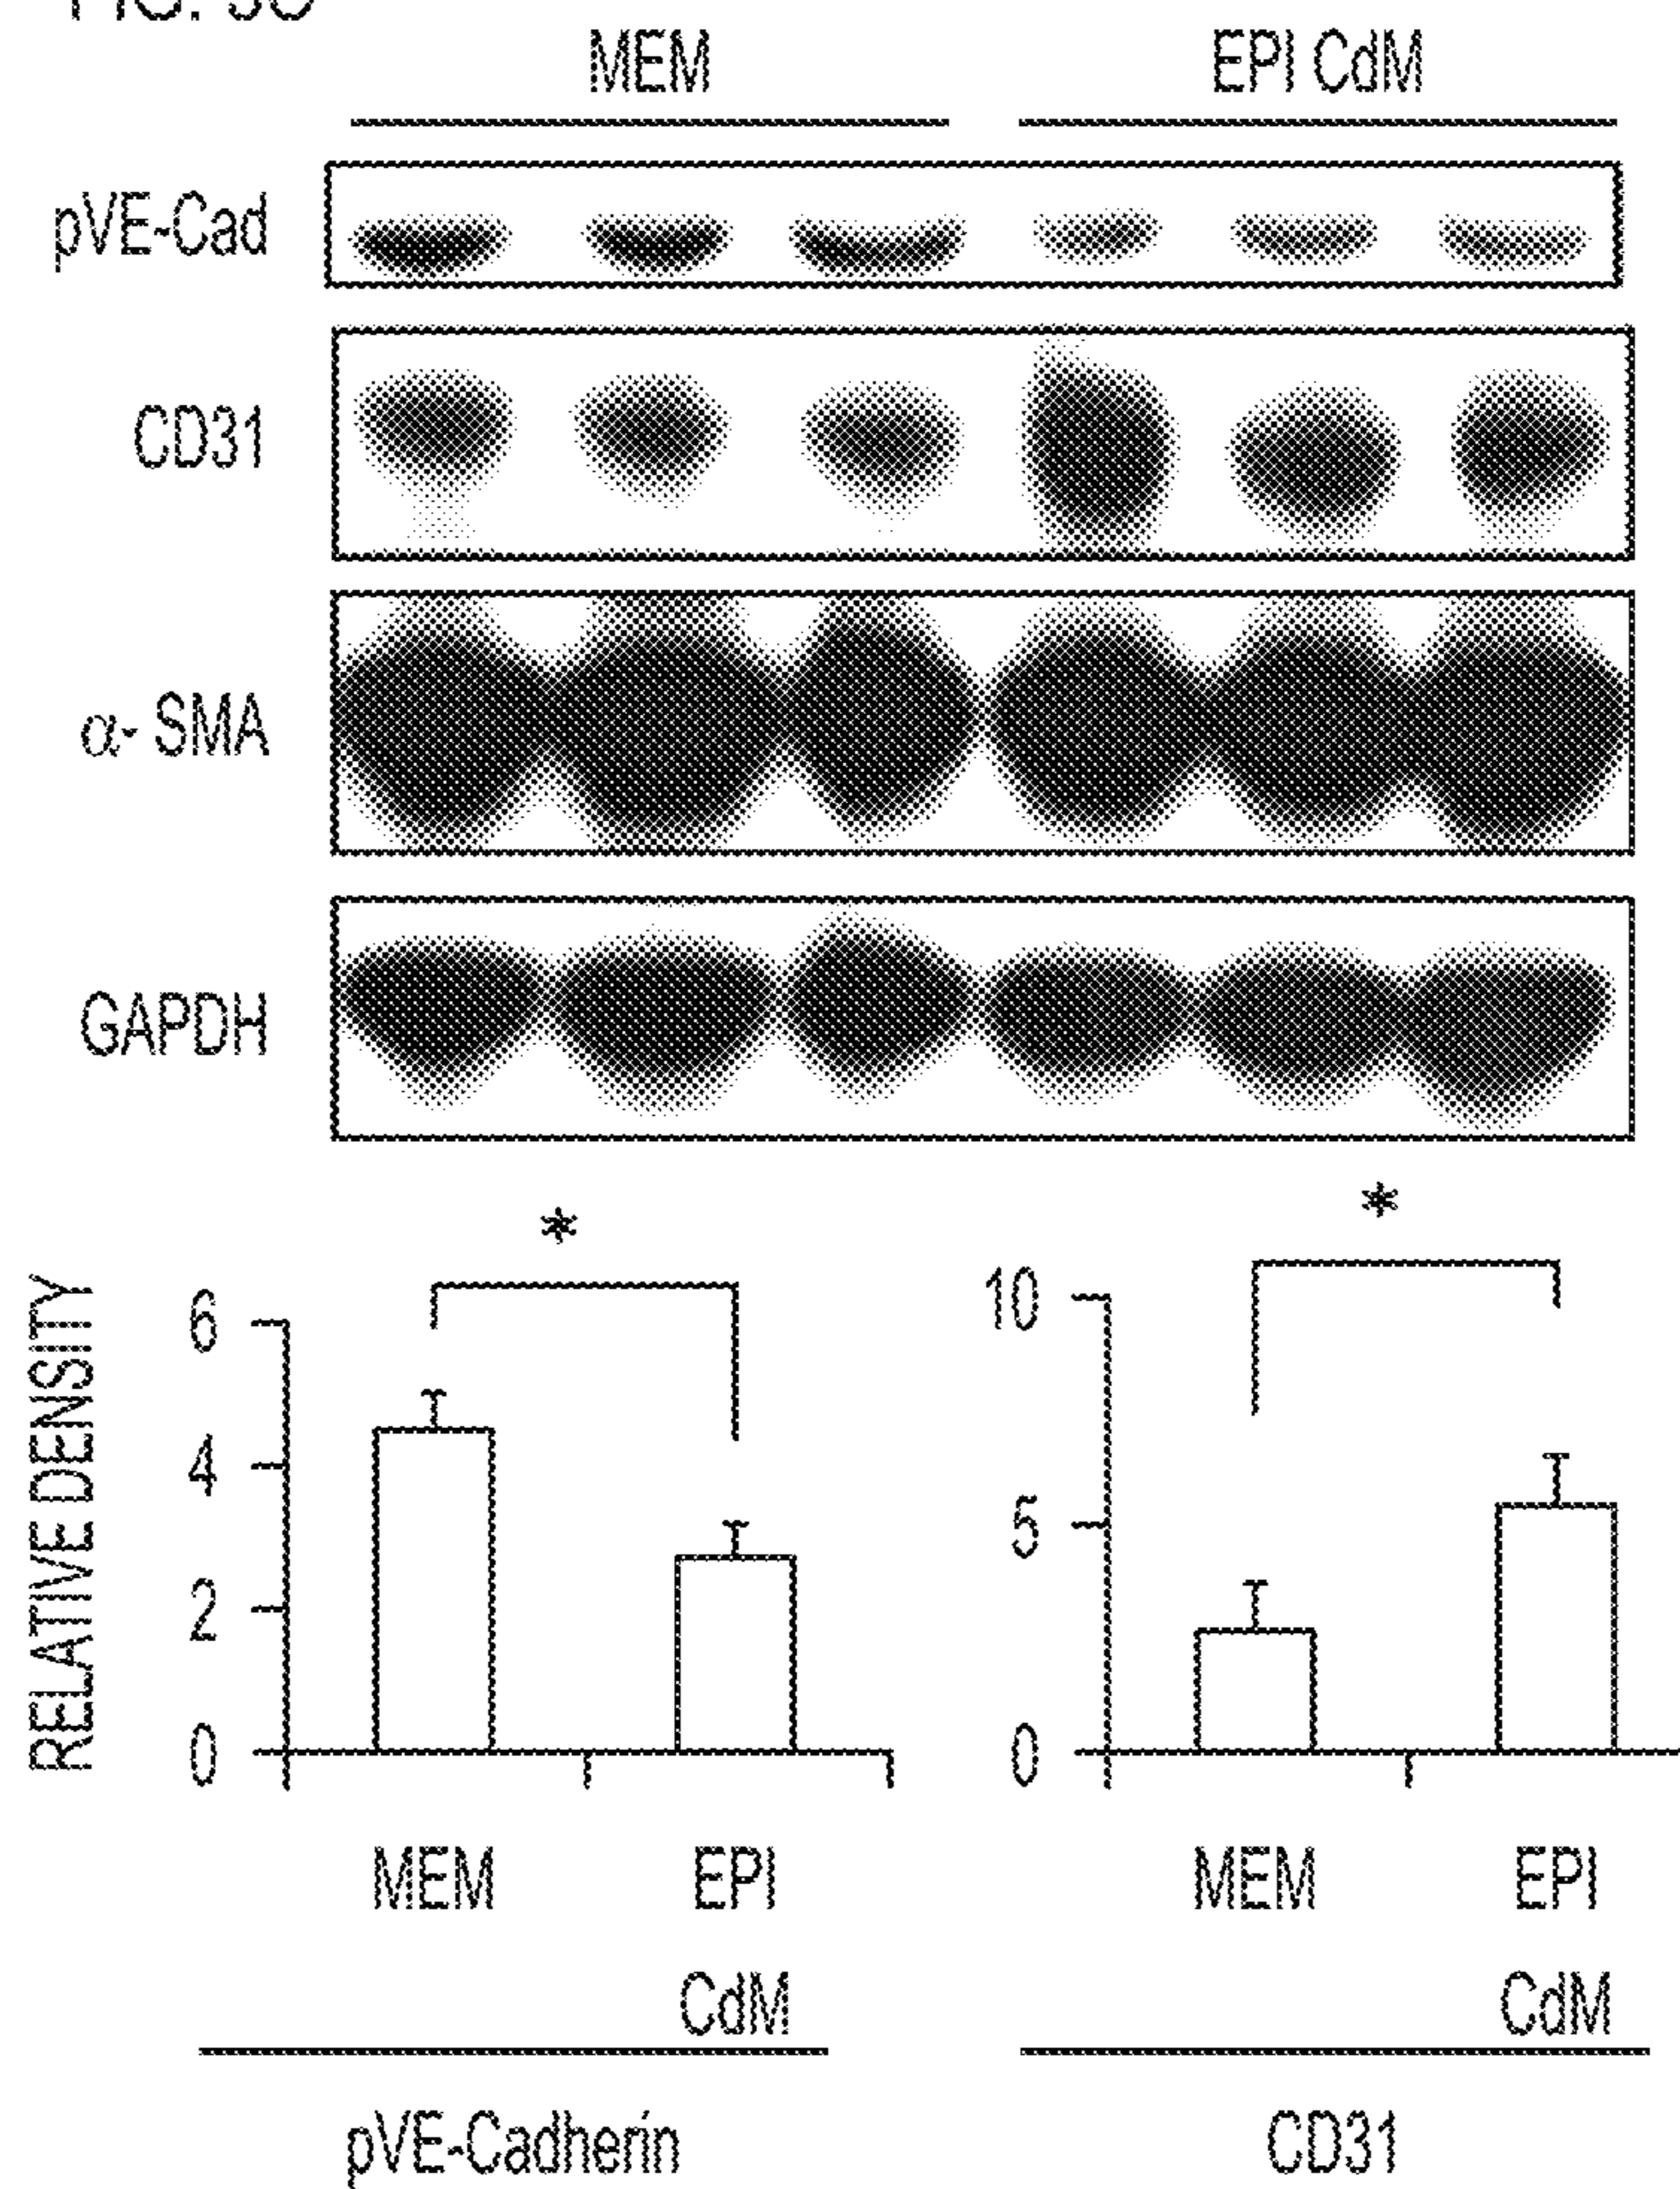 MEM EPI CdM
pVE-Cad
CD31
α- SMA
GAPDH
* *
RELATIVE DENSITY
6 10
4
5
2
0 0
MEM EPI MEM EPI
CdM CdM
pVE-Cadherin CD31